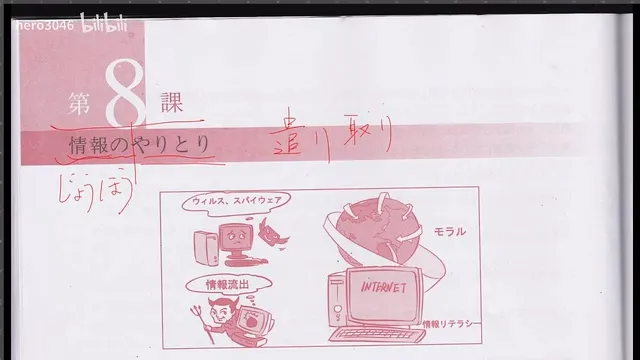 hero3046 bilibili
第8課
情報のやりとり
遣り取り
じょうほう
ウィルス、スパイウェア
モラル
情報流出
INTERNET
情報リテラシー